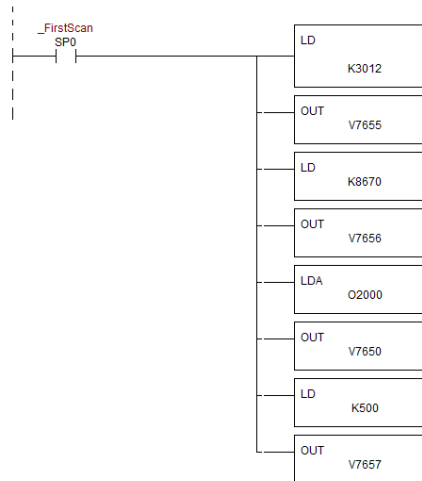 _FirstScan
SP0
LD
K3012
OUT
V7655
LD
K8670
OUT
V7656
LDA
O2000
OUT
V7650
LD
K500
OUT
V7657